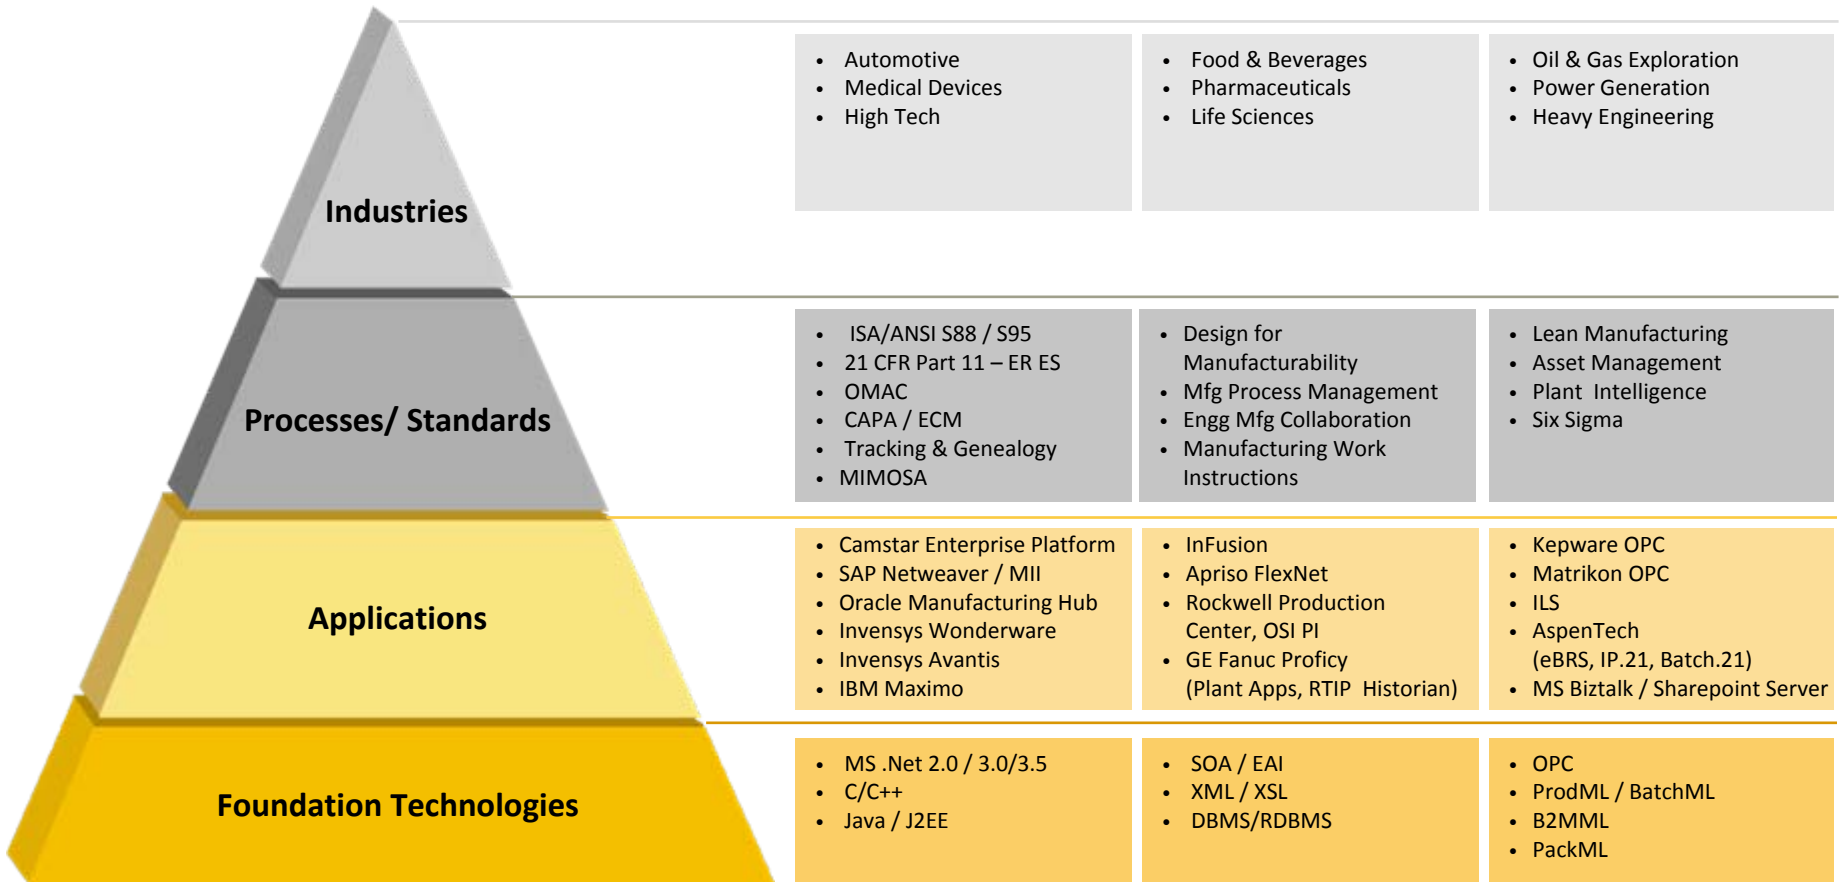 Industries
• Automotive
• Medical Devices
• High Tech
• Food & Beverages
• Pharmaceuticals
• Life Sciences
• Oil & Gas Exploration
• Power Generation
• Heavy Engineering
Processes/ Standards
• ISA/ANSI S88 / S95
• 21 CFR Part 11 – ER ES
• OMAC
• CAPA / ECM
• Tracking & Genealogy
• MIMOSA
• Design for
Manufacturability
• Mfg Process Management
• Engg Mfg Collaboration
• Manufacturing Work
Instructions
• Lean Manufacturing
• Asset Management
• Plant Intelligence
• Six Sigma
Applications
• Camstar Enterprise Platform
• SAP Netweaver / MII
• Oracle Manufacturing Hub
• Invensys Wonderware
• Invensys Avantis
• IBM Maximo
• InFusion
• Apriso FlexNet
• Rockwell Production
Center, OSI PI
• GE Fanuc Proficy
(Plant Apps, RTIP Historian)
• Kepware OPC
• Matrikon OPC
• ILS
• AspenTech
(eBRS, IP.21, Batch.21)
• MS Biztalk / Sharepoint Server
Foundation Technologies
• MS .Net 2.0 / 3.0/3.5
• C/C++
• Java / J2EE
• SOA / EAI
• XML / XSL
• DBMS/RDBMS
• OPC
• ProdML / BatchML
• B2MML
• PackML